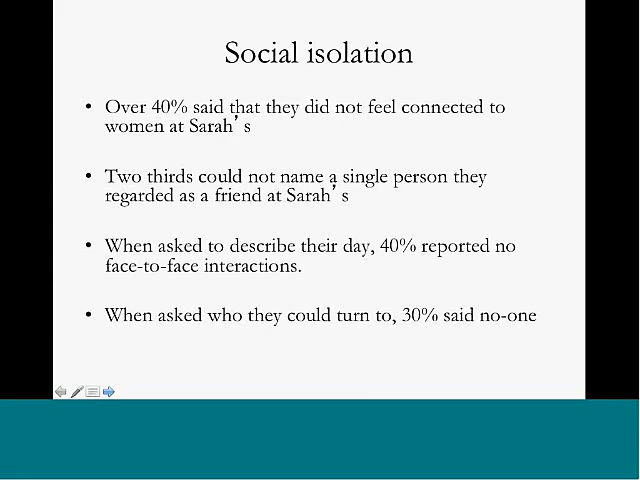 Social isolation
• Over 40% said that they did not feel connected to
women at Sarah’s
• Two thirds could not name a single person they
regarded as a friend at Sarah’s
• When asked to describe their day, 40% reported no
face-to-face interactions.
• When asked who they could turn to, 30% said no-one